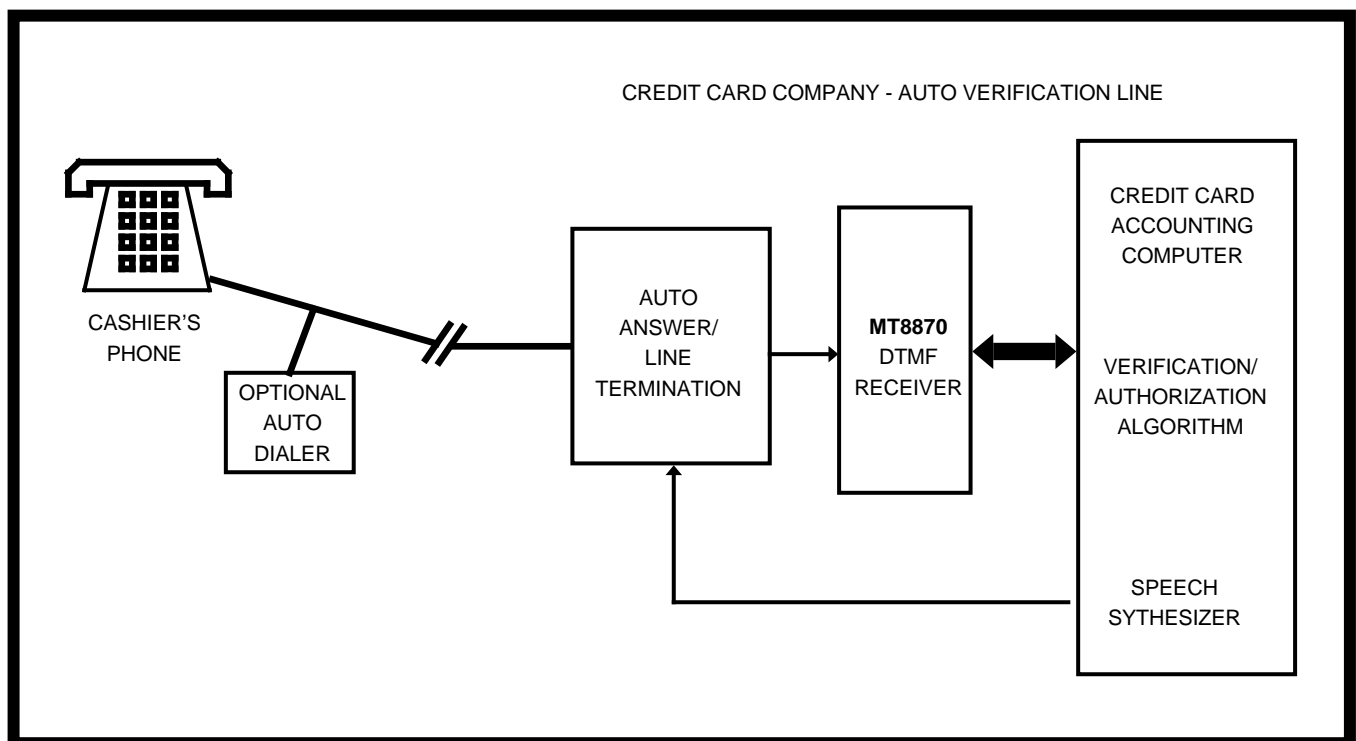 CREDIT CARD COMPANY - AUTO VERIFICATION LINE
CASHIER'S
PHONE
OPTIONAL
AUTO
DIALER
AUTO
ANSWER/
LINE
TERMINATION
MT8870
DTMF
RECEIVER
CREDIT CARD
ACCOUNTING
COMPUTER
VERIFICATION/
AUTHORIZATION
ALGORITHM
SPEECH
SYTHESIZER